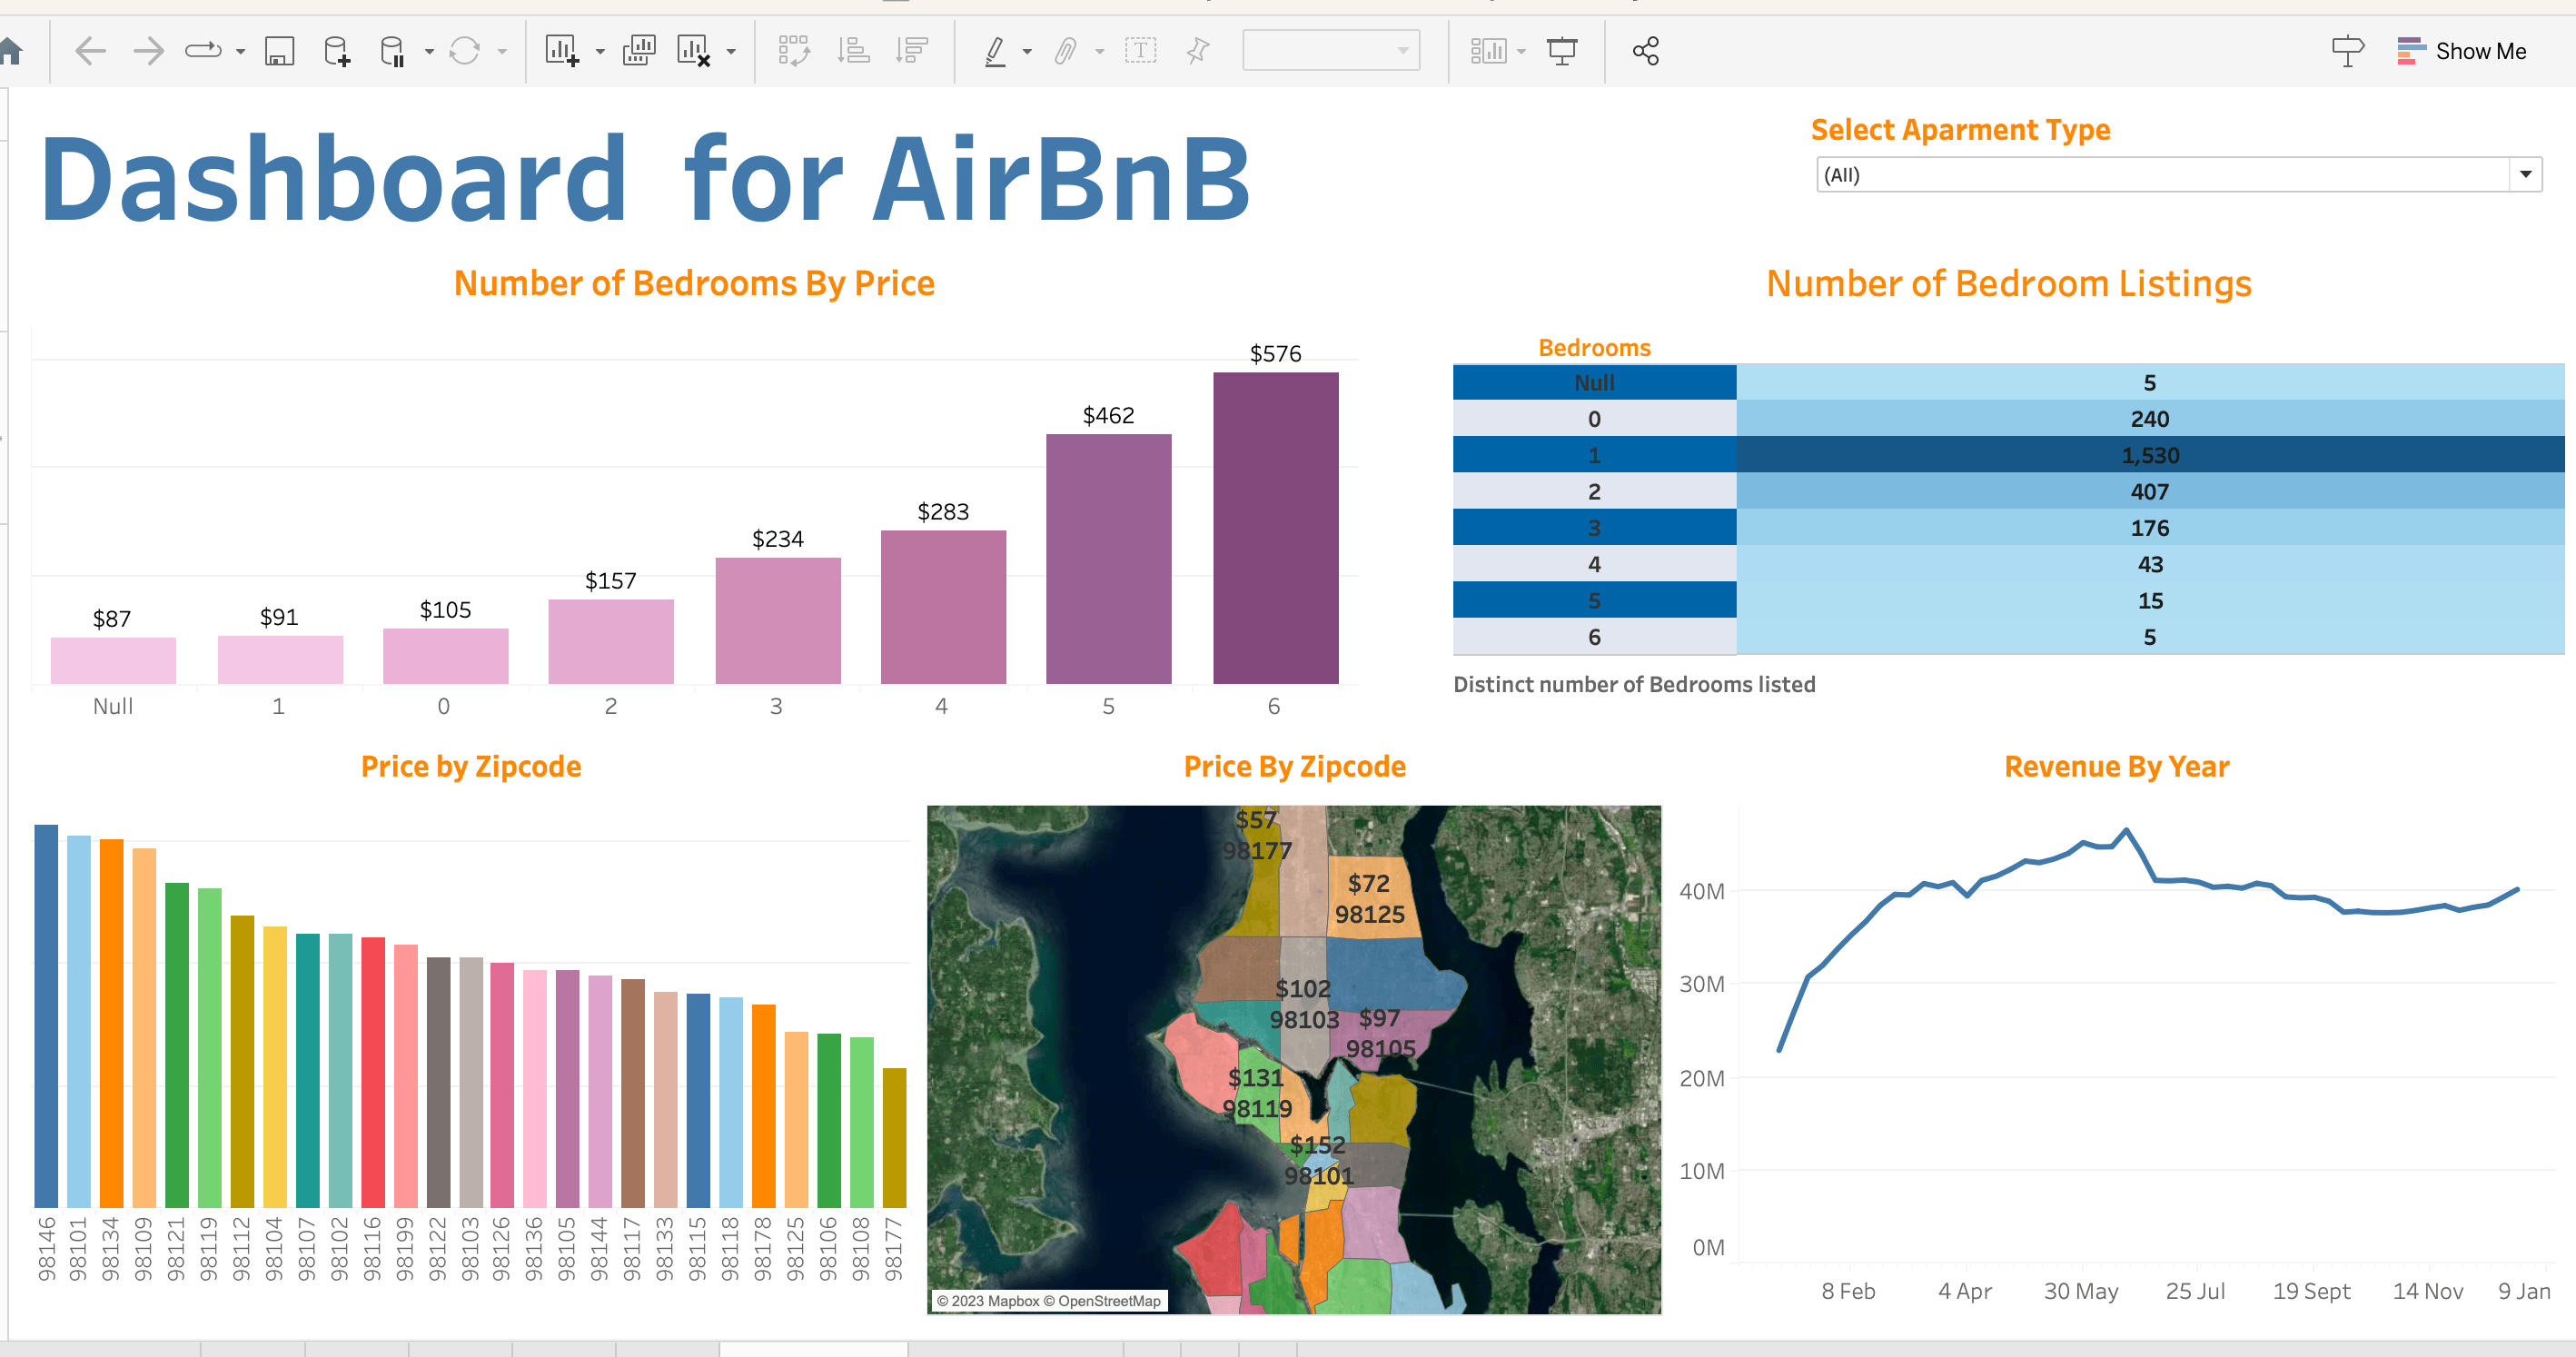 Show Me
Dashboard  for AirBnB
Select Aparment Type
(All)
Number of Bedrooms By Price
$87
$91
$105
$157
$234
$283
$462
$576
Null
1
0
2
3
4
5
6
Number of Bedroom Listings
Bedrooms
Null 5
0 240
1 1,530
2 407
3 176
4 43
5 15
6 5
Distinct number of Bedrooms listed
Price by Zipcode
98146
98101
98134
98109
98121
98119
98112
98104
98107
98102
98116
98199
98122
98103
98126
98136
98105
98144
98117
98133
98115
98118
98178
98125
98106
98108
98177
Price By Zipcode
$57
98177
$72
98125
$102
98103
$97
98105
$131
98119
$152
98101
© 2023 Mapbox © OpenStreetMap
Revenue By Year
40M
30M
20M
10M
0M
8 Feb
4 Apr
30 May
25 Jul
19 Sept
14 Nov
9 Jan